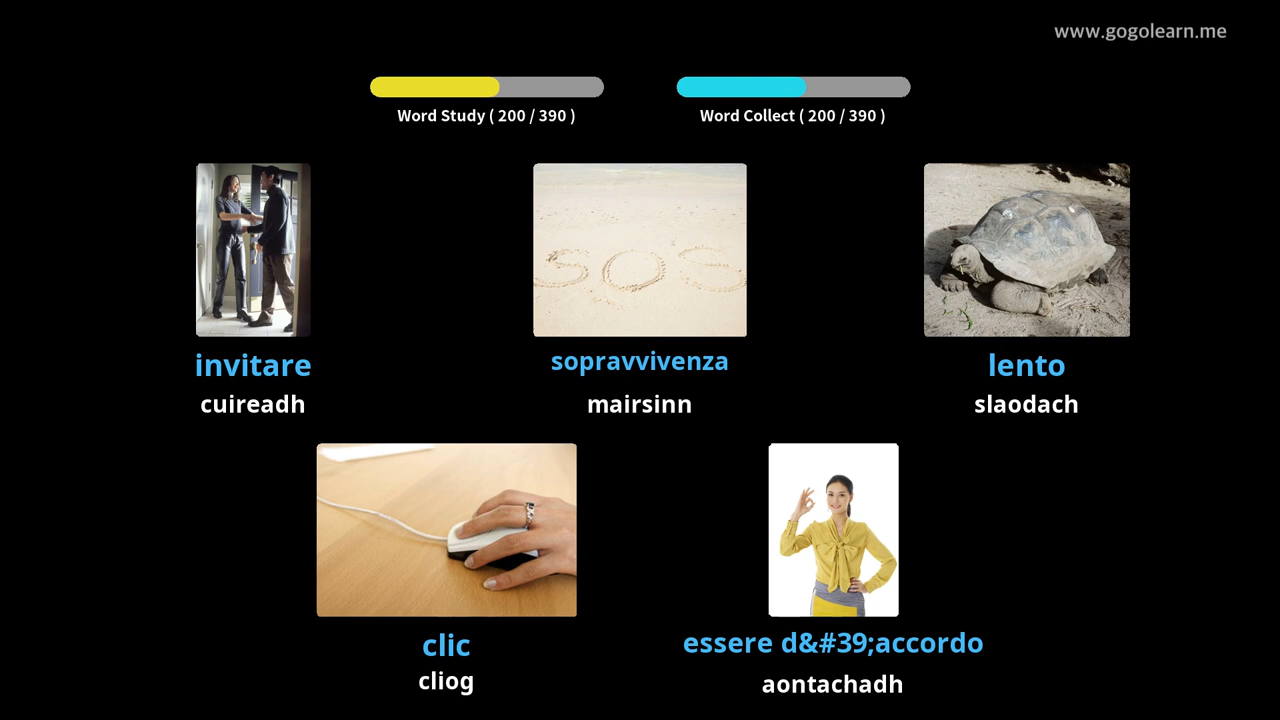 www.gogolearn.me
Word Study ( 200 / 390 )
Word Collect ( 200 / 390 )
SOS
invitare
cuireadh
sopravvivenza
mairsinn
lento
slaodach
clic
cliog
essere d&#39;accordo
aontachadh